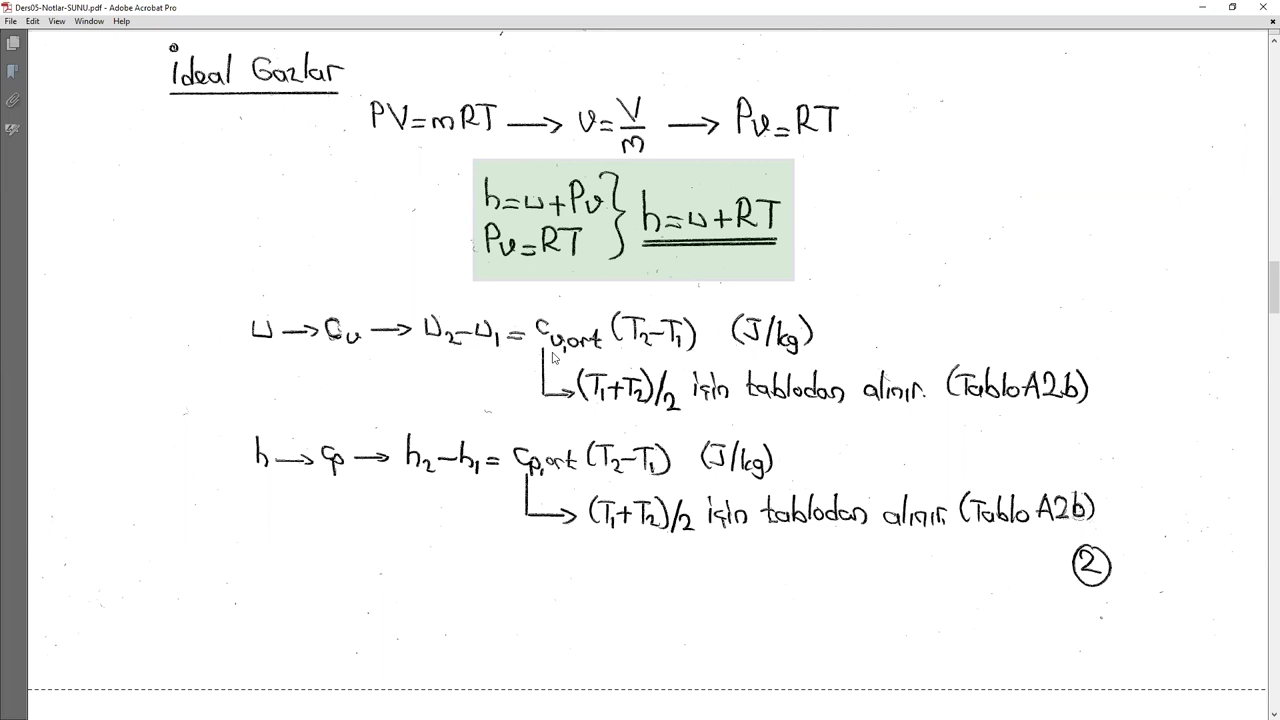 Ders05-Notlar-SUNU.pdf - Adobe Acrobat Pro
File Edit View Window Help
İdeal Gazlar
PV=mRT → v=V/m → Pv=RT
h=u+Pv
Pv=RT } h=u+RT
u → cv → u2-u1 = cv,ort (T2-T1) (J/kg)
(T1+T2)/2 için tablodan alınır. (Tablo A2b)
h → cp → h2-h1 = cp,ort (T2-T1) (J/kg)
(T1+T2)/2 için tablodan alınır (Tablo A2b)
2